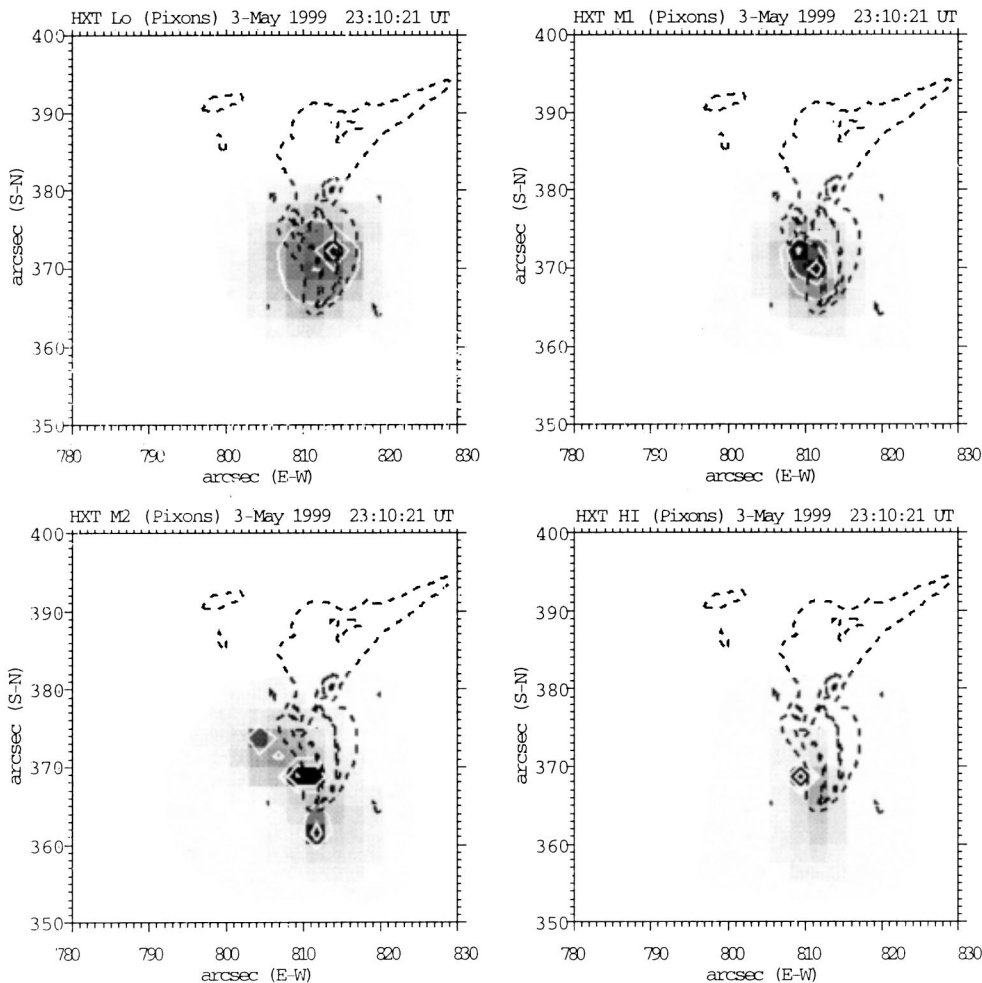 HXT Lo (Pixons) 3-May 1999 23:10:21 UT
400
390
380
370
360
350
arcsec (S-N)
780 790 800 810 820 830
arcsec (E-W)
HXT M1 (Pixons) 3-May 1999 23:10:21 UT
400
390
380
370
360
350
arcsec (S-N)
780 790 800 810 820 830
arcsec (E-W)
HXT M2 (Pixons) 3-May 1999 23:10:21 UT
400
390
380
370
360
350
arcsec (S-N)
780 790 800 810 820 830
arcsec (E-W)
HXT HI (Pixons) 3-May 1999 23:10:21 UT
400
390
380
370
360
350
arcsec (S-N)
780 790 800 810 820 830
arcsec (E-W)